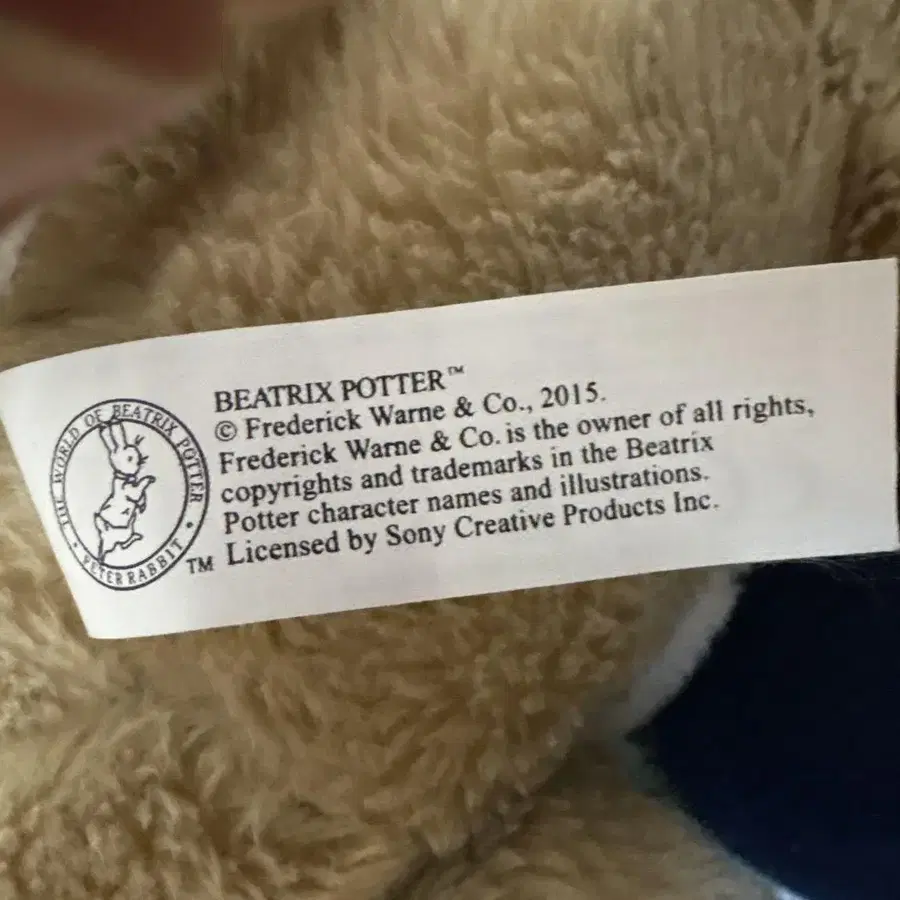 THE WORLD OF BEATRIX POTTER
PETER RABBIT
TM
BEATRIX POTTER™
© Frederick Warne & Co., 2015.
Frederick Warne & Co. is the owner of all rights,
copyrights and trademarks in the Beatrix
Potter character names and illustrations.
Licensed by Sony Creative Products Inc.